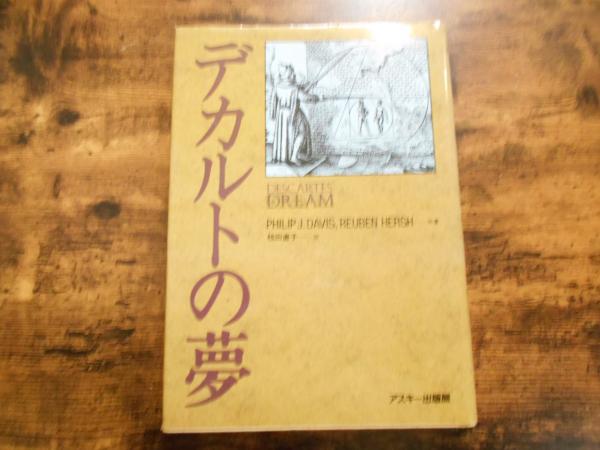 デカルトの夢
DESCARTES'
DREAM
PHILIP J. DAVIS, REUBEN HERSH 著
アスキー出版局